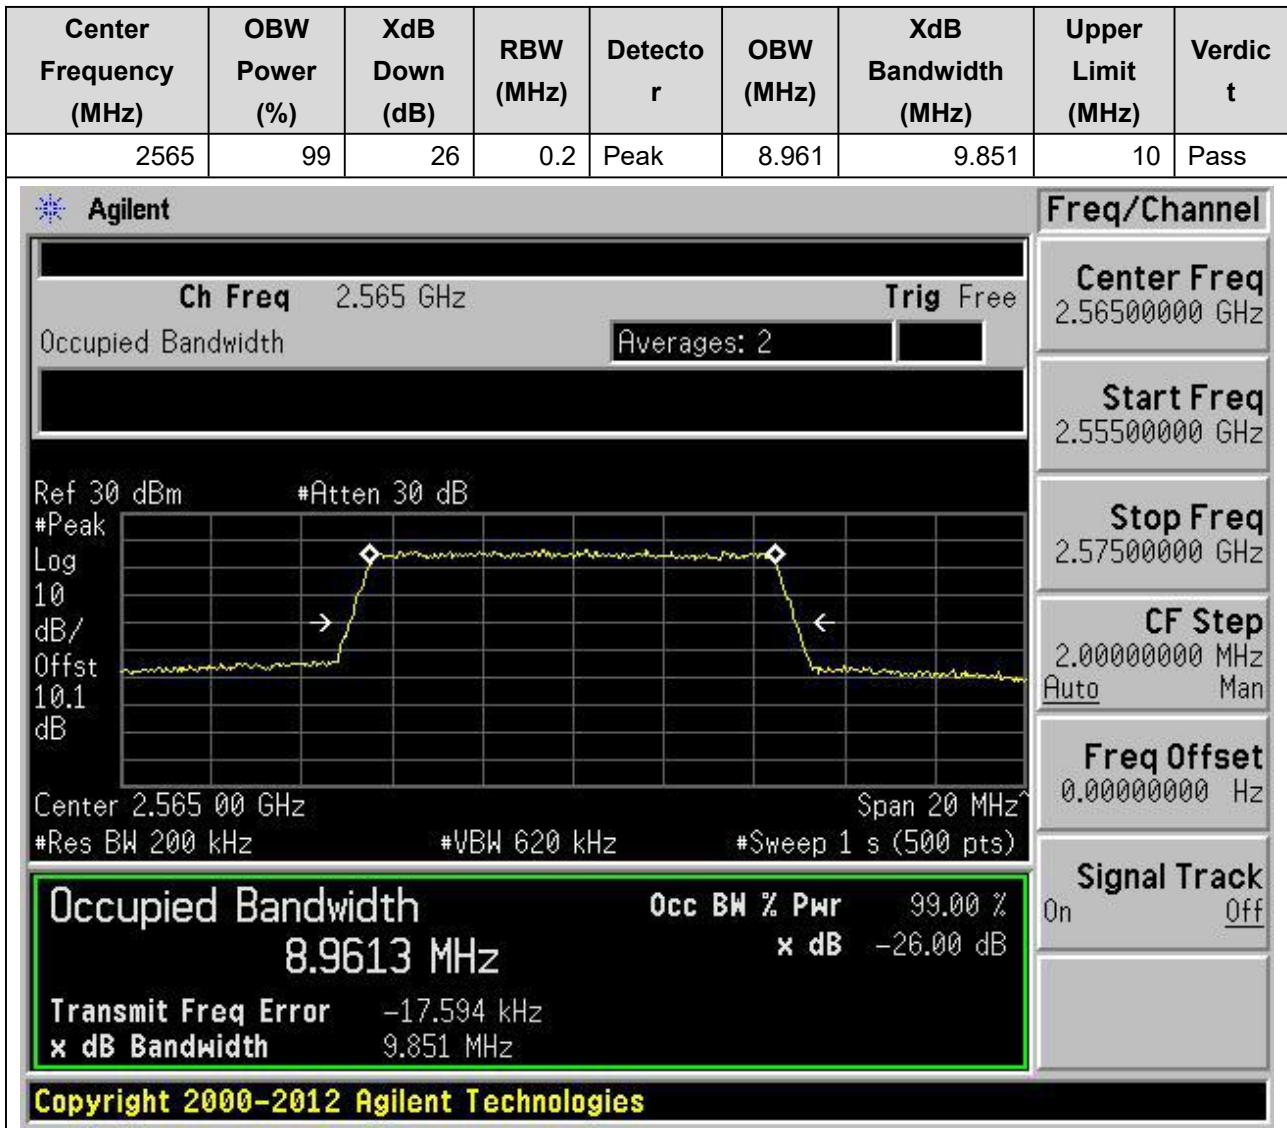 Center Frequency (MHz) OBW Power (%) XdB Down (dB) RBW (MHz) Detecto r OBW (MHz) XdB Bandwidth (MHz) Upper Limit (MHz) Verdic t
2565 99 26 0.2 Peak 8.961 9.851 10 Pass
Agilent
Ch Freq 2.565 GHz Trig Free
Occupied Bandwidth Averages: 2
Ref 30 dBm #Atten 30 dB
#Peak
Log
10
dB/
Offst
10.1
dB
Center 2.565 00 GHz Span 20 MHz^
#Res BW 200 kHz #VBW 620 kHz #Sweep 1 s (500 pts)
Occupied Bandwidth Occ BW % Pwr 99.00 %
8.9613 MHz x dB -26.00 dB
Transmit Freq Error -17.594 kHz
x dB Bandwidth 9.851 MHz
Copyright 2000-2012 Agilent Technologies
Freq/Channel
Center Freq
2.56500000 GHz
Start Freq
2.55500000 GHz
Stop Freq
2.57500000 GHz
CF Step
2.00000000 MHz
Auto Man
Freq Offset
0.00000000 Hz
Signal Track
On Off